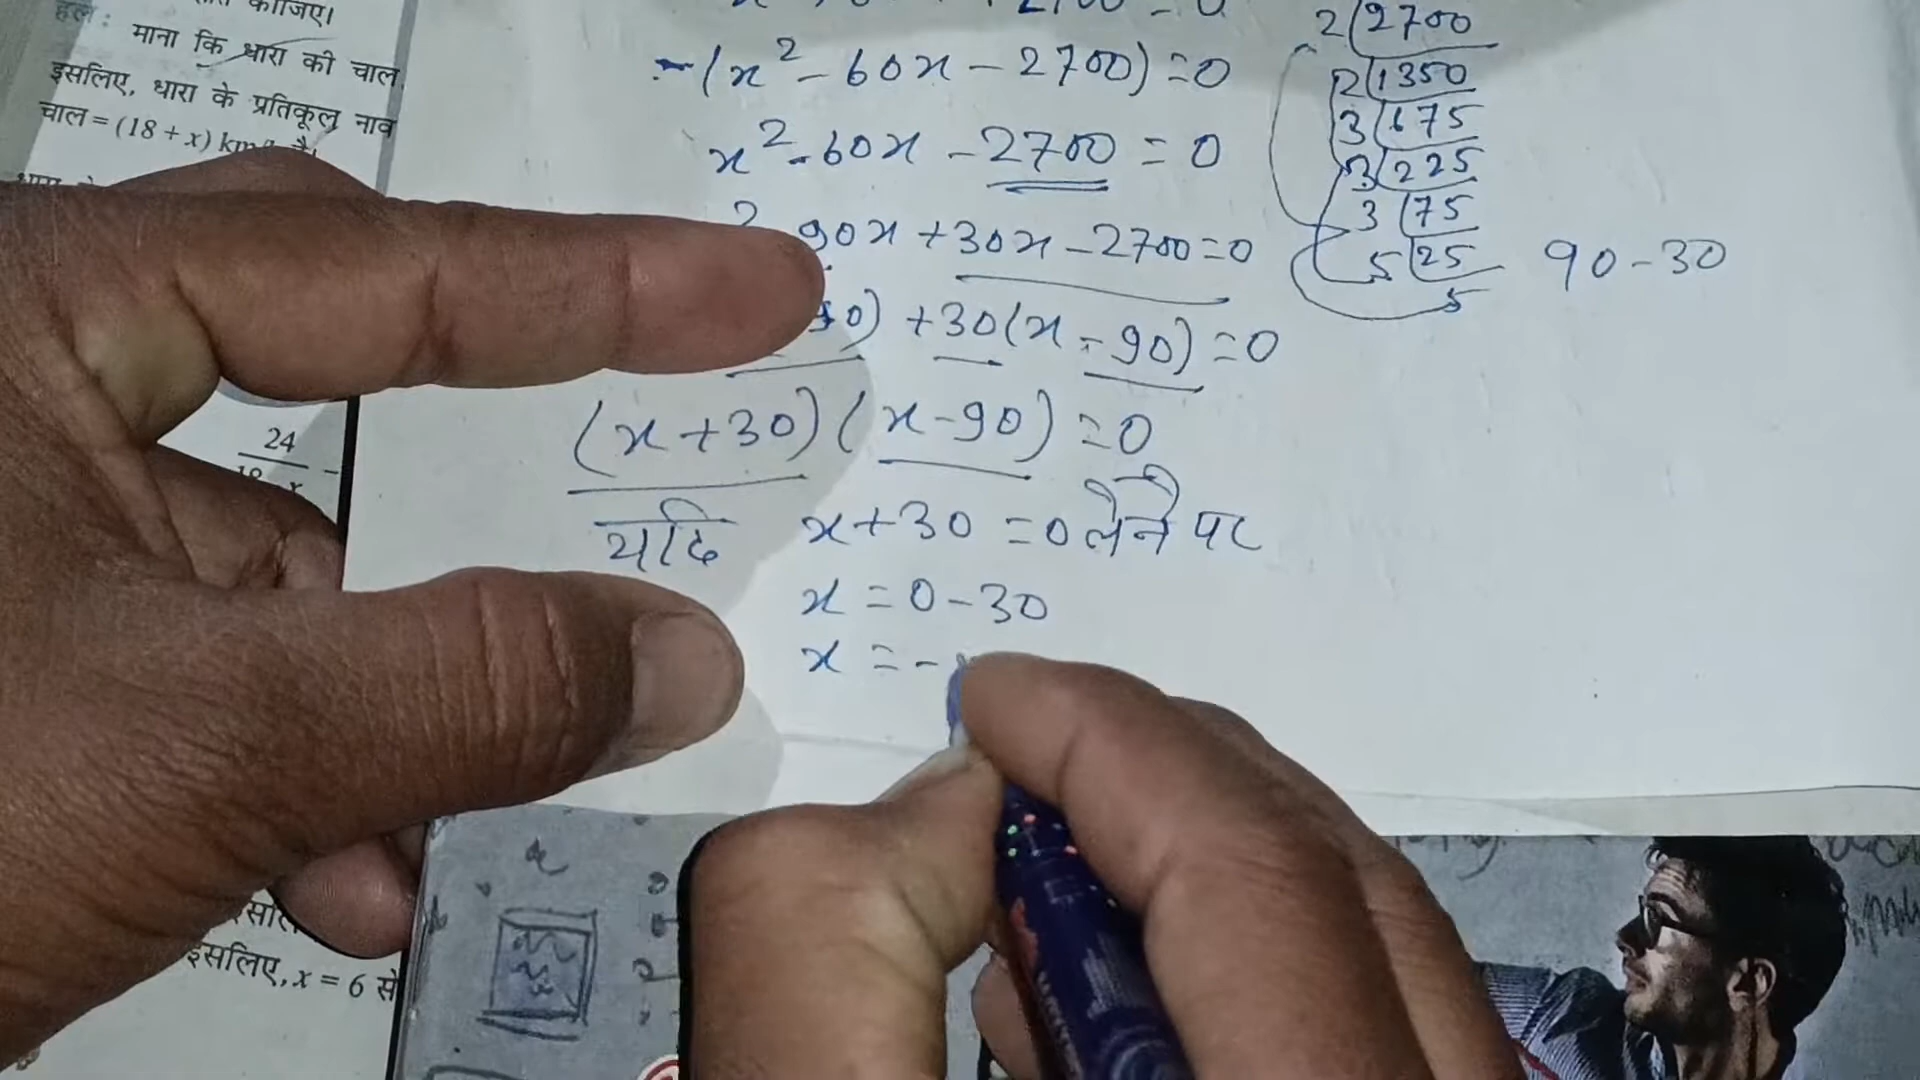 हल :
माना कि धारा की चाल
इसलिए, धारा के प्रतिकूल नाव
चाल = (18 + x)
24
इसलिए, x = 6 से
-(x² - 60x - 2700) = 0
x² - 60x - 2700 = 0
90x + 30x - 2700 = 0
90) + 30(x - 90) = 0
(x + 30) (x - 90) = 0
यदि x + 30 = 0 लेने पर
x = 0 - 30
x = -
2 2700
2 1350
3 675
3 225
3 75
5 25
5
90 - 30